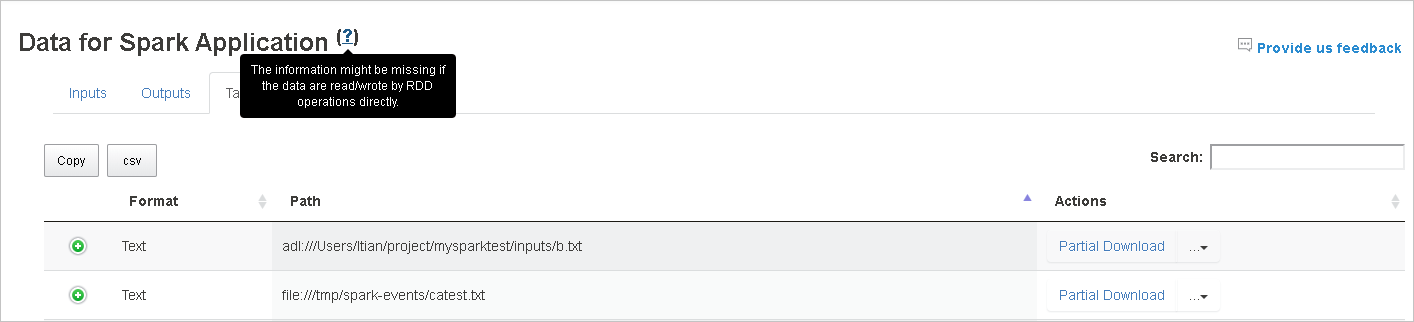 Data for Spark Application (?)
Provide us feedback
The information might be missing if
the data are read/wrote by RDD
operations directly.
Inputs Outputs
Copy csv Search:
Format Path Actions
Text adl:///Users/ltian/project/mysparktest/inputs/b.txt Partial Download ...
Text file:///tmp/spark-events/catest.txt Partial Download ...